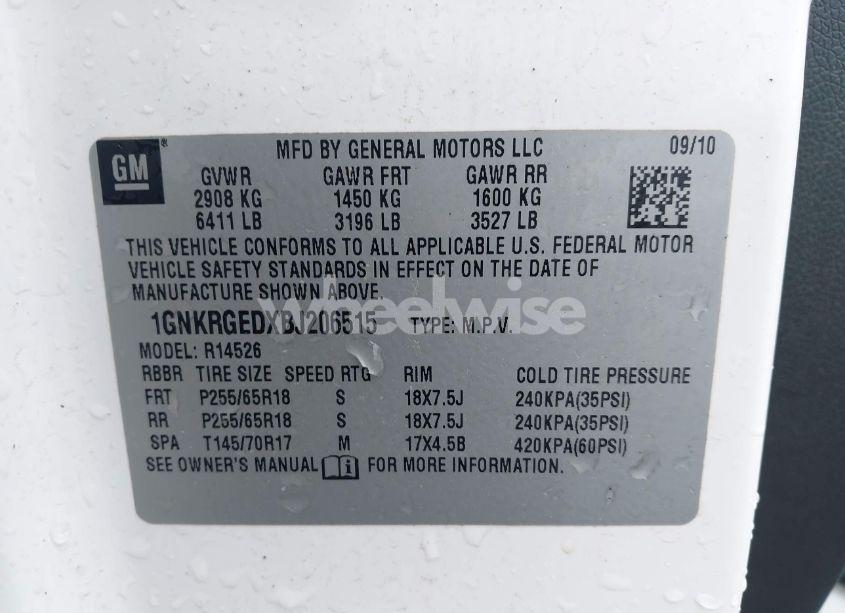 GM
MFD BY GENERAL MOTORS LLC 09/10
GVWR GAWR FRT GAWR RR
2908 KG 1450 KG 1600 KG
6411 LB 3196 LB 3527 LB
THIS VEHICLE CONFORMS TO ALL APPLICABLE U.S. FEDERAL MOTOR
VEHICLE SAFETY STANDARDS IN EFFECT ON THE DATE OF
MANUFACTURE SHOWN ABOVE.
wheelwise
1GNKRGEDXBJ206515 TYPE: M.P.V.
MODEL: R14526
RBBR TIRE SIZE SPEED RTG RIM COLD TIRE PRESSURE
FRT P255/65R18 S 18X7.5J 240KPA(35PSI)
RR P255/65R18 S 18X7.5J 240KPA(35PSI)
SPA T145/70R17 M 17X4.5B 420KPA(60PSI)
SEE OWNER'S MANUAL FOR MORE INFORMATION.